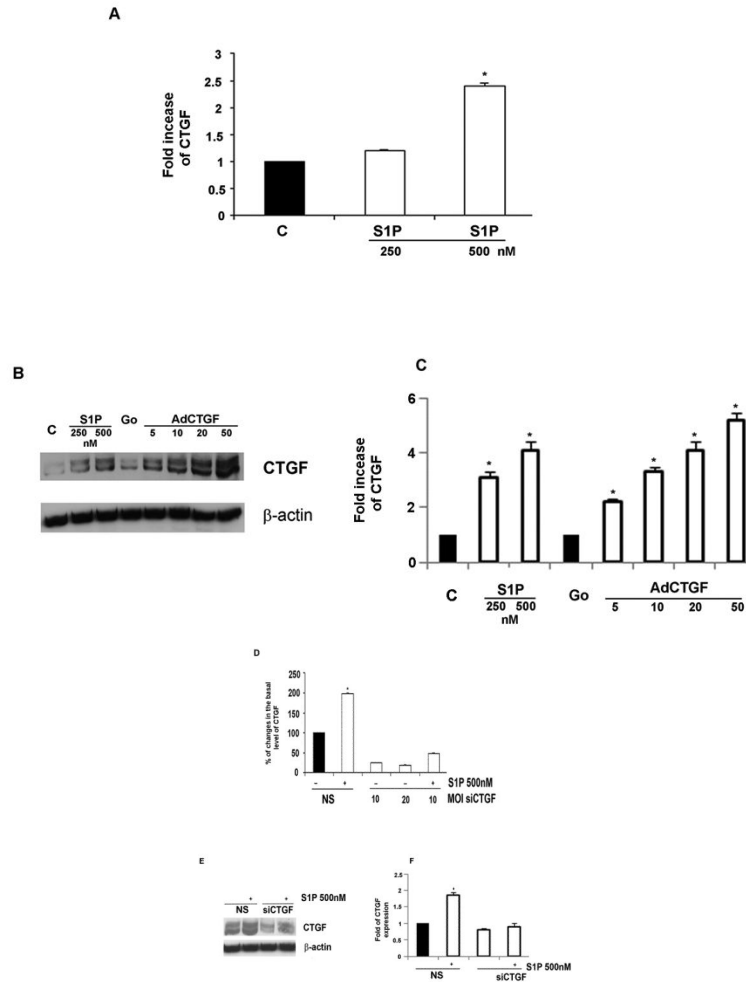 A
3
2.5
2
1.5
1
0.5
0
Fold incease
of CTGF
*
C S1P S1P
250 500 nM
B
C S1P Go AdCTGF
250 500 5 10 20 50
nM
CTGF
β-actin
C
6
4
2
0
Fold incease
of CTGF
* * * * * *
C S1P Go AdCTGF
250 500 5 10 20 50
nM
D
250
200
150
100
50
0
% of changes in the basal
level of CTGF
*
– + – – + S1P 500nM
NS 10 20 10 MOI siCTGF
E
+ + S1P 500nM
NS siCTGF
CTGF
β-actin
F
2.5
2
1.5
1
0.5
0
Fold of CTGF
expression
*
+ + S1P 500nM
NS siCTGF